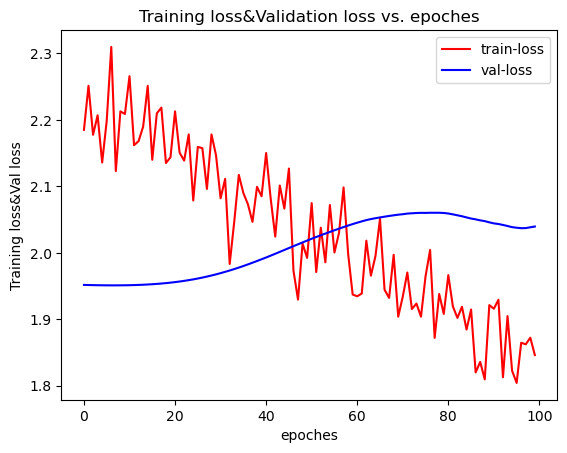 Training loss&Validation loss vs. epoches
train-loss
val-loss
Training loss&Val loss
2.3
2.2
2.1
2.0
1.9
1.8
0
20
40
60
80
100
epoches